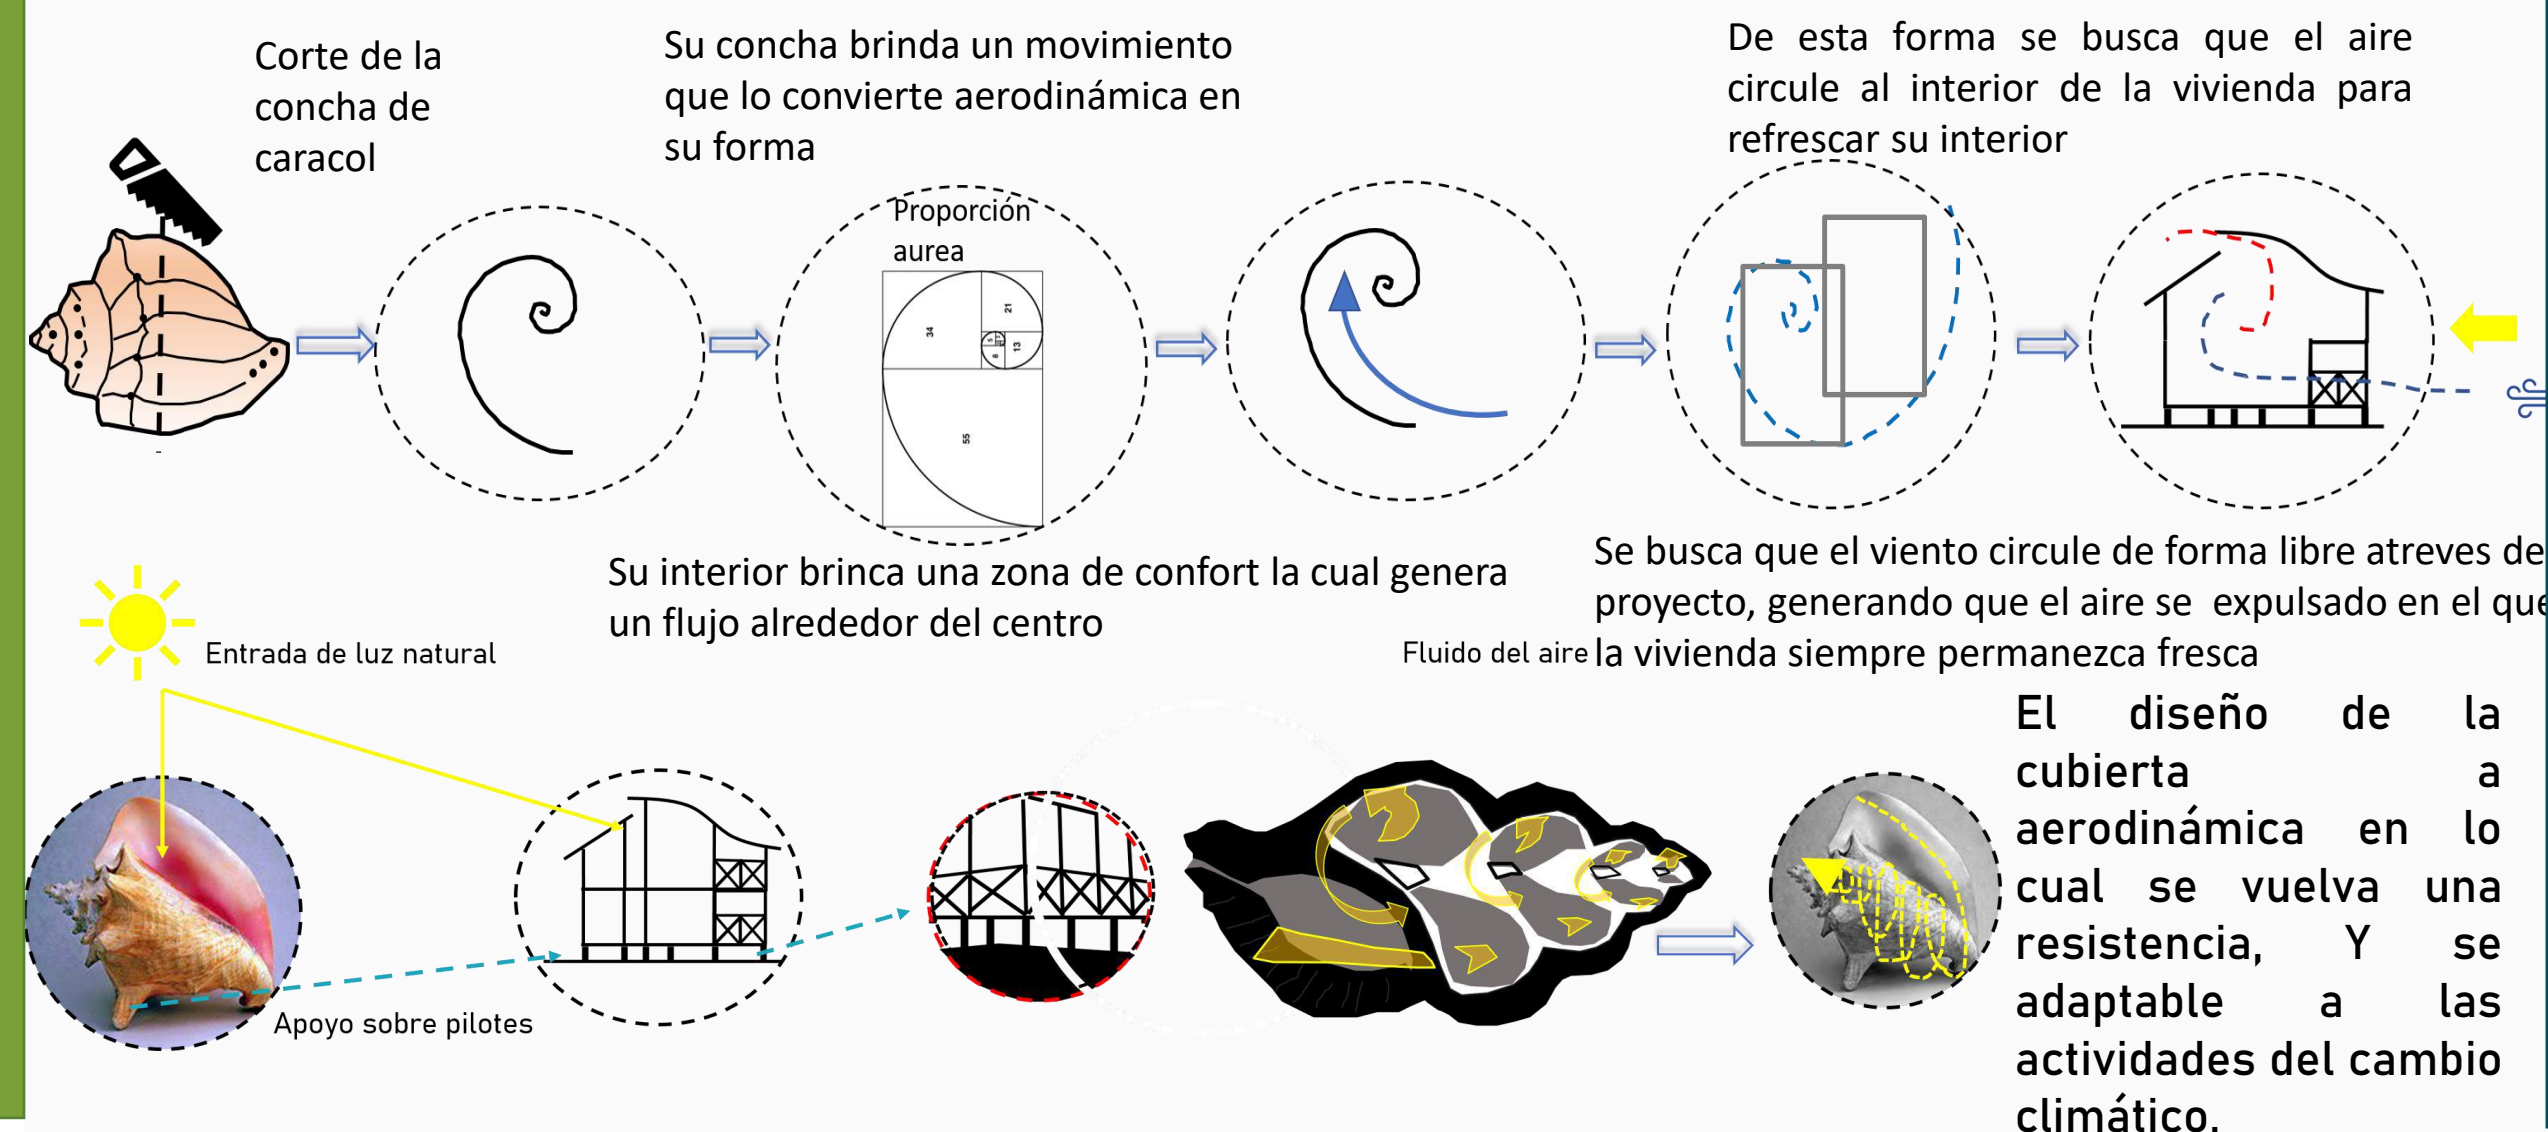 Corte de la
concha de
caracol
Su concha brinda un movimiento
que lo convierte aerodinámica en
su forma
De esta forma se busca que el aire
circule al interior de la vivienda para
refrescar su interior
Proporción
aurea
34
21
13
8
5
55
Su interior brinca una zona de confort la cual genera
un flujo alrededor del centro
Se busca que el viento circule de forma libre atreves de
proyecto, generando que el aire se expulsado en el que
la vivienda siempre permanezca fresca
Entrada de luz natural
Fluido del aire
Apoyo sobre pilotes
El diseño de la
cubierta a
aerodinámica en lo
cual se vuelva una
resistencia, Y se
adaptable a las
actividades del cambio
climático.